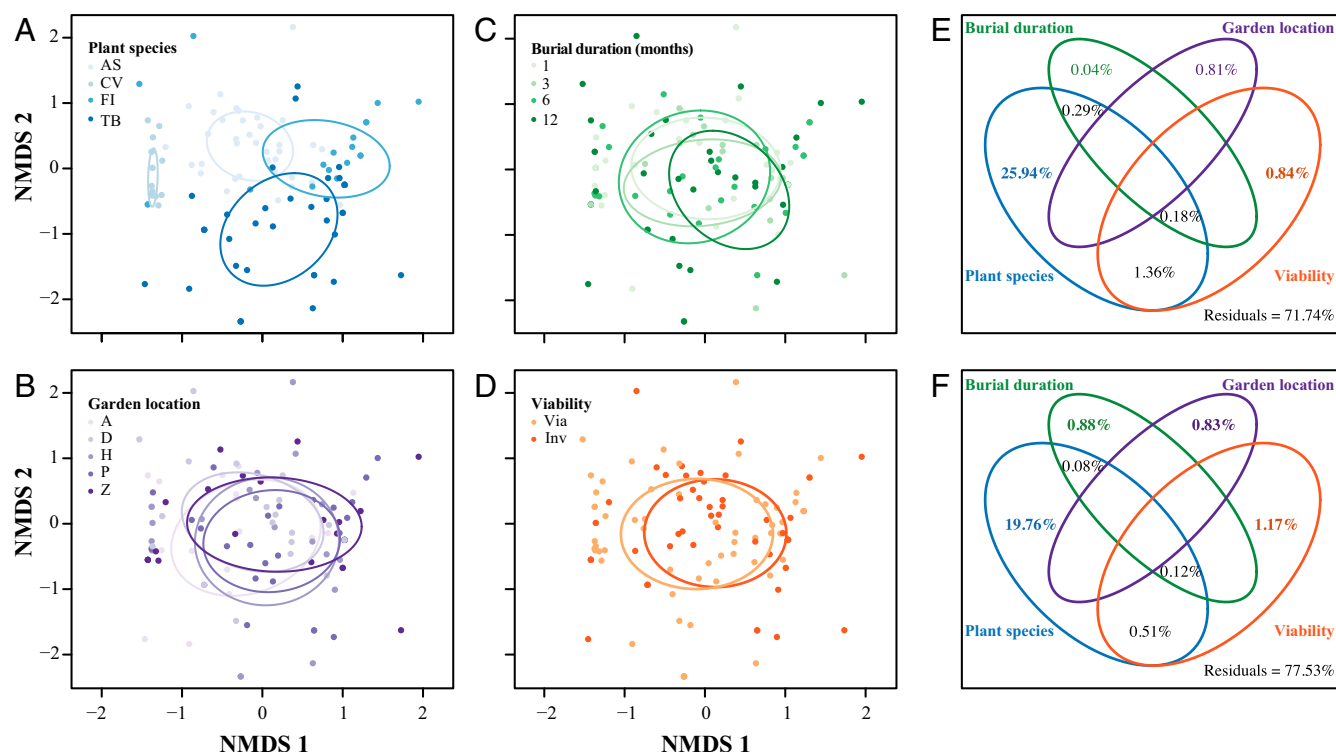 A
NMDS 2
2
1
0
−1
−2
Plant species
AS
CV
FI
TB
C
Burial duration (months)
1
3
6
12
E
Burial duration
Garden location
0.04%
0.81%
0.29%
25.94%
0.84%
0.18%
Plant species
1.36%
Viability
Residuals = 71.74%
B
NMDS 2
2
1
0
−1
−2
Garden location
A
D
H
P
Z
−2
−1
0
1
2
NMDS 1
D
Viability
Via
Inv
−2
−1
0
1
2
NMDS 1
F
Burial duration
Garden location
0.88%
0.83%
0.08%
19.76%
1.17%
0.12%
Plant species
0.51%
Viability
Residuals = 77.53%